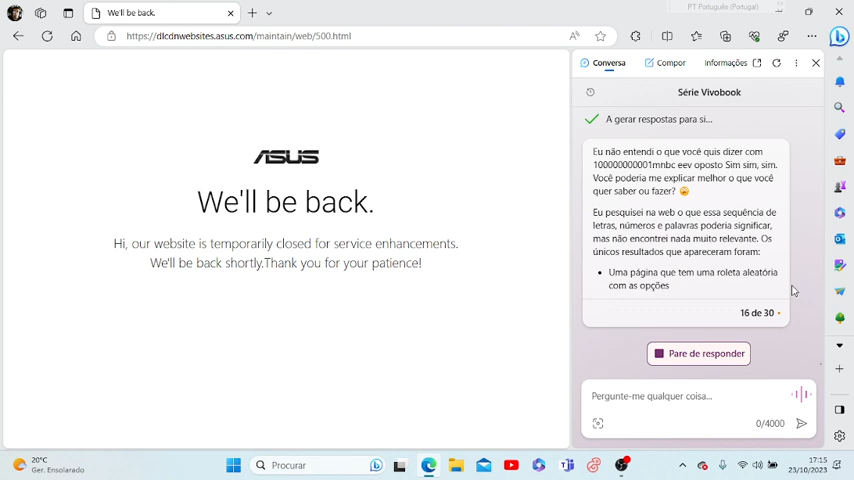 PT Português (Portugal)
We'll be back.
https://dlcdnwebsites.asus.com/maintain/web/500.html
Conversa
Compor
Informações
Série Vivobook
A gerar respostas para si...
Eu não entendi o que você quis dizer com
100000000001mnbc eev oposto Sim sim, sim.
Você poderia me explicar melhor o que você
quer saber ou fazer?
Eu pesquisei na web o que essa sequência de
letras, números e palavras poderia significar,
mas não encontrei nada muito relevante. Os
únicos resultados que apareceram foram:
• Uma página que tem uma roleta aleatória
com as opções
16 de 30
Pare de responder
Pergunte-me qualquer coisa...
0/4000
ASUS
We'll be back.
Hi, our website is temporarily closed for service enhancements.
We'll be back shortly.Thank you for your patience!
20°C
Ger. Ensolarado
Procurar
17:15
23/10/2023